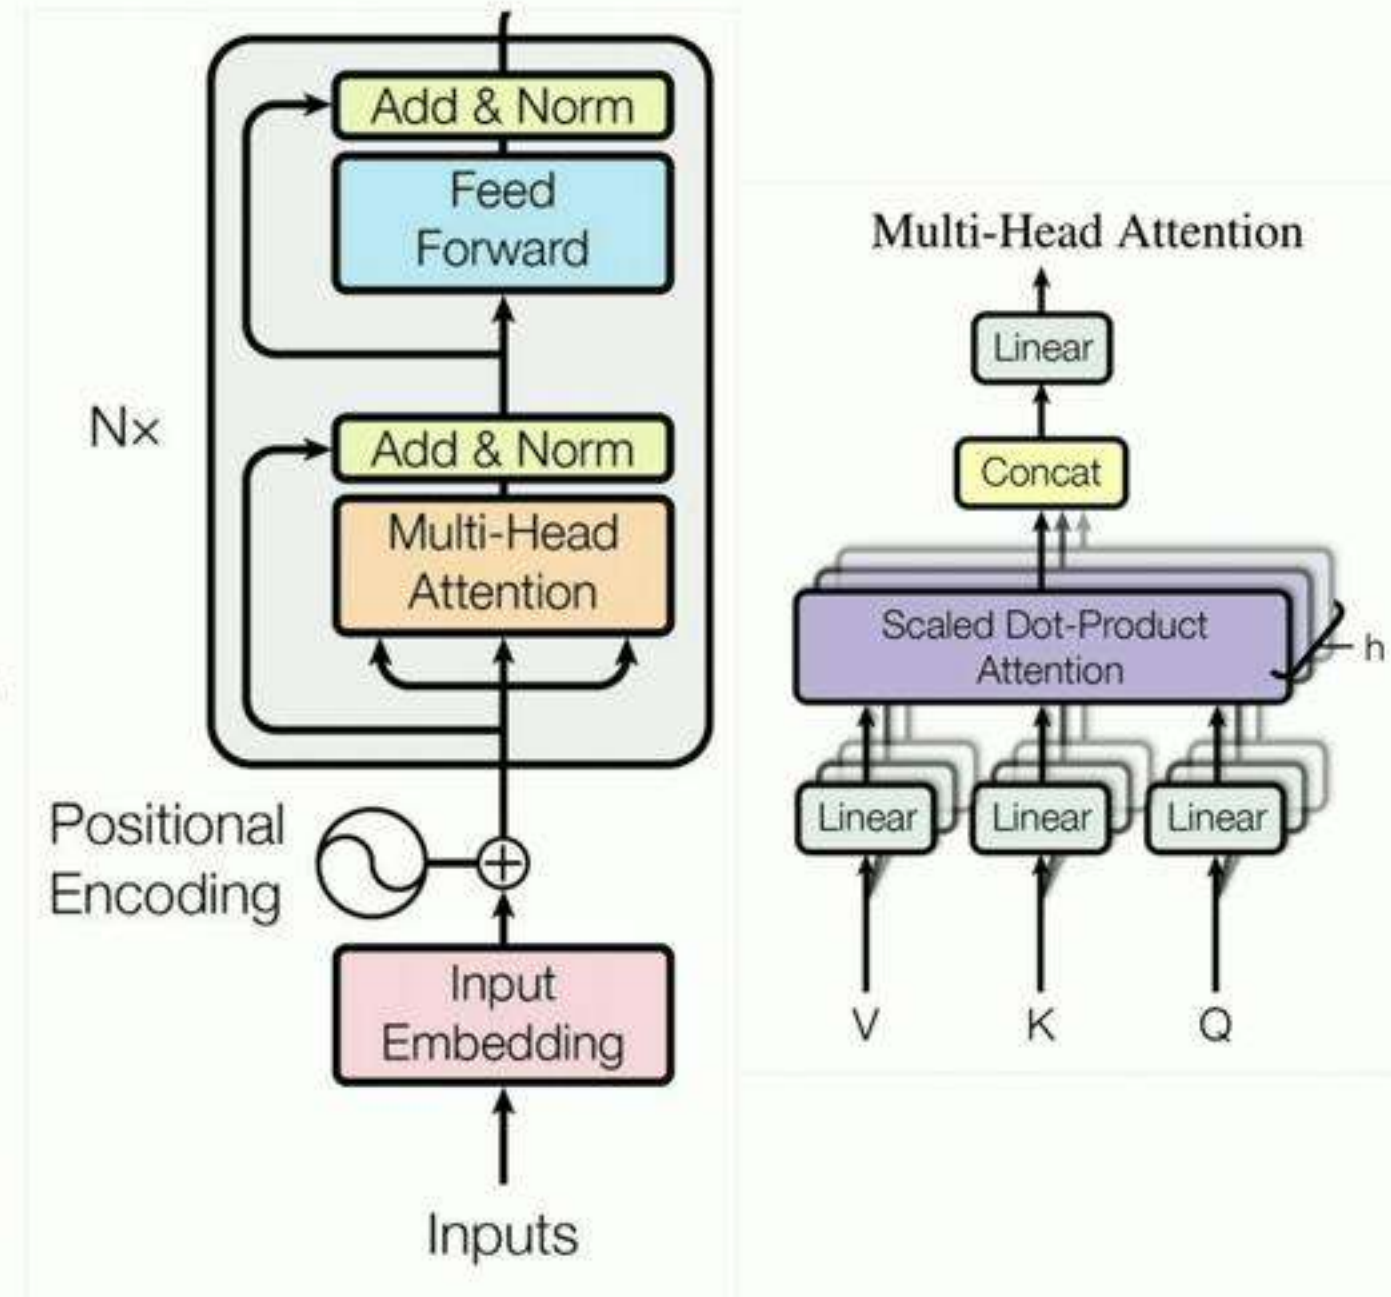 Add & Norm
Feed
Forward
Nx
Add & Norm
Multi-Head
Attention
Positional
Encoding
Input
Embedding
Inputs
Multi-Head Attention
Linear
Concat
Scaled Dot-Product
Attention
h
Linear
Linear
Linear
V
K
Q